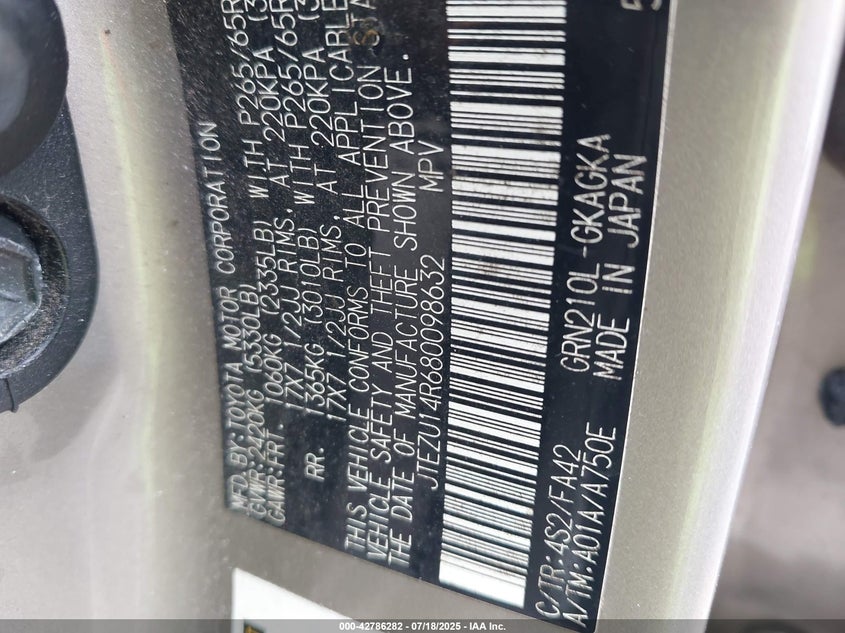 MFD. BY: TOYOTA MOTOR CORPORATION
GVWR: 2420KG (5330LB)
GAWR: FRT. 1060KG (2335LB) WITH P265/65R
17X7 1/2JJ RIMS, AT 220KPA
RR. 1365KG (3010LB) WITH P265/65R
17X7 1/2JJ RIMS, AT 220KPA
THIS VEHICLE CONFORMS TO ALL APPLICABLE
VEHICLE SAFETY AND THEFT PREVENTION STA
THE DATE OF MANUFACTURE SHOWN ABOVE.
JTEZU14R680098632 MPV
C/TR: 4S2/FA42 GRN210L-GKAGKA
A/TM: A01A/A750E MADE IN JAPAN
000-42786282 / 07/18/2025 - IAA Inc.